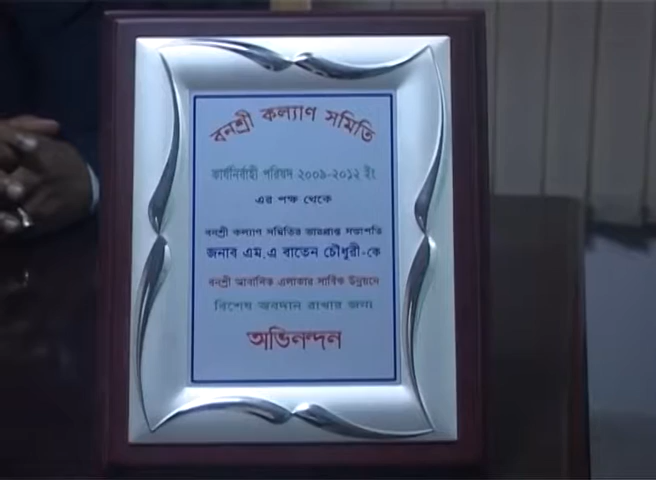 বনশ্রী কল্যাণ সমিতি
কার্যনির্বাহী পরিষদ ২০০৯-২০১২ ইং
এর পক্ষ থেকে
বনশ্রী কল্যাণ সমিতির ভারপ্রাপ্ত সভাপতি
জনাব এম.এ বাতেন চৌধুরী-কে
বনশ্রী আবাসিক এলাকার সার্বিক উন্নয়নে
বিশেষ অবদান রাখার জন্য
অভিনন্দন